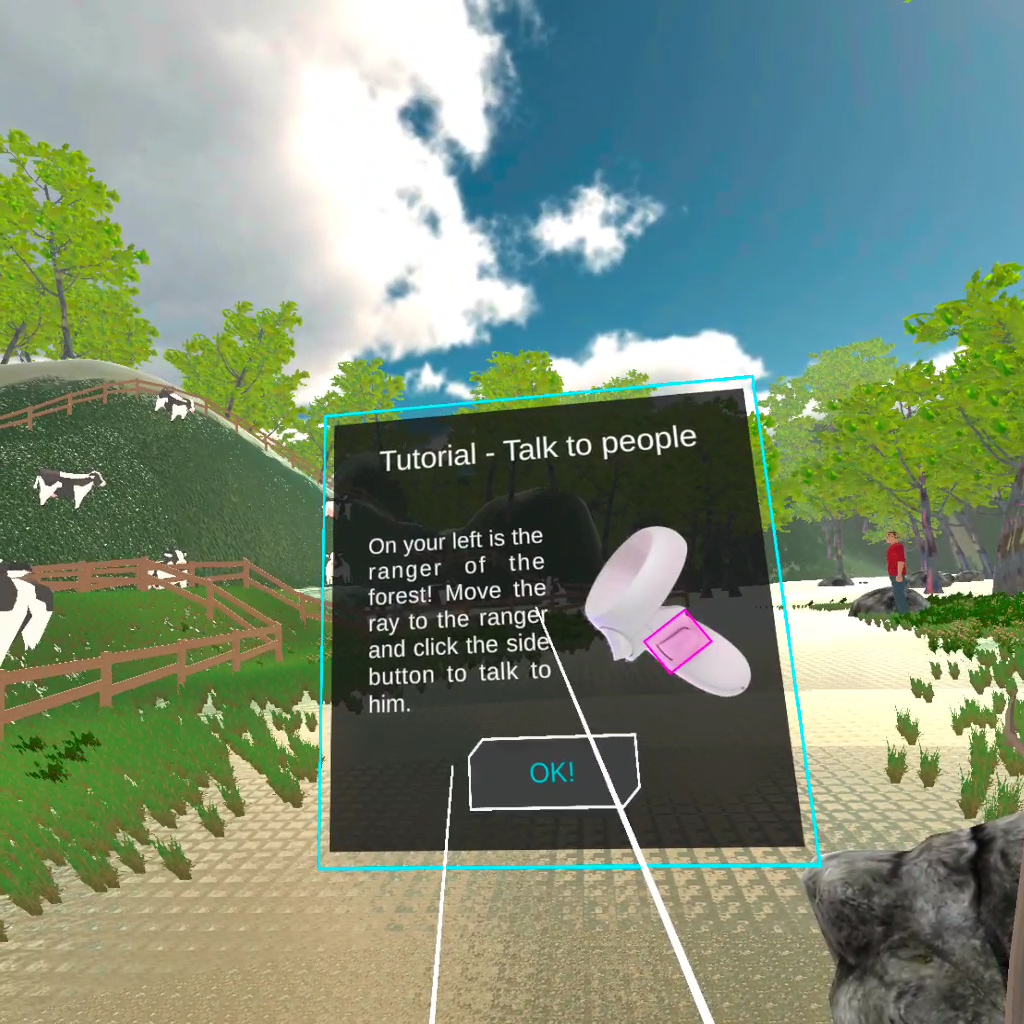 Tutorial - Talk to people
On your left is the
ranger of the
forest! Move the
ray to the ranger
and click the side
button to talk to
him.
OK!